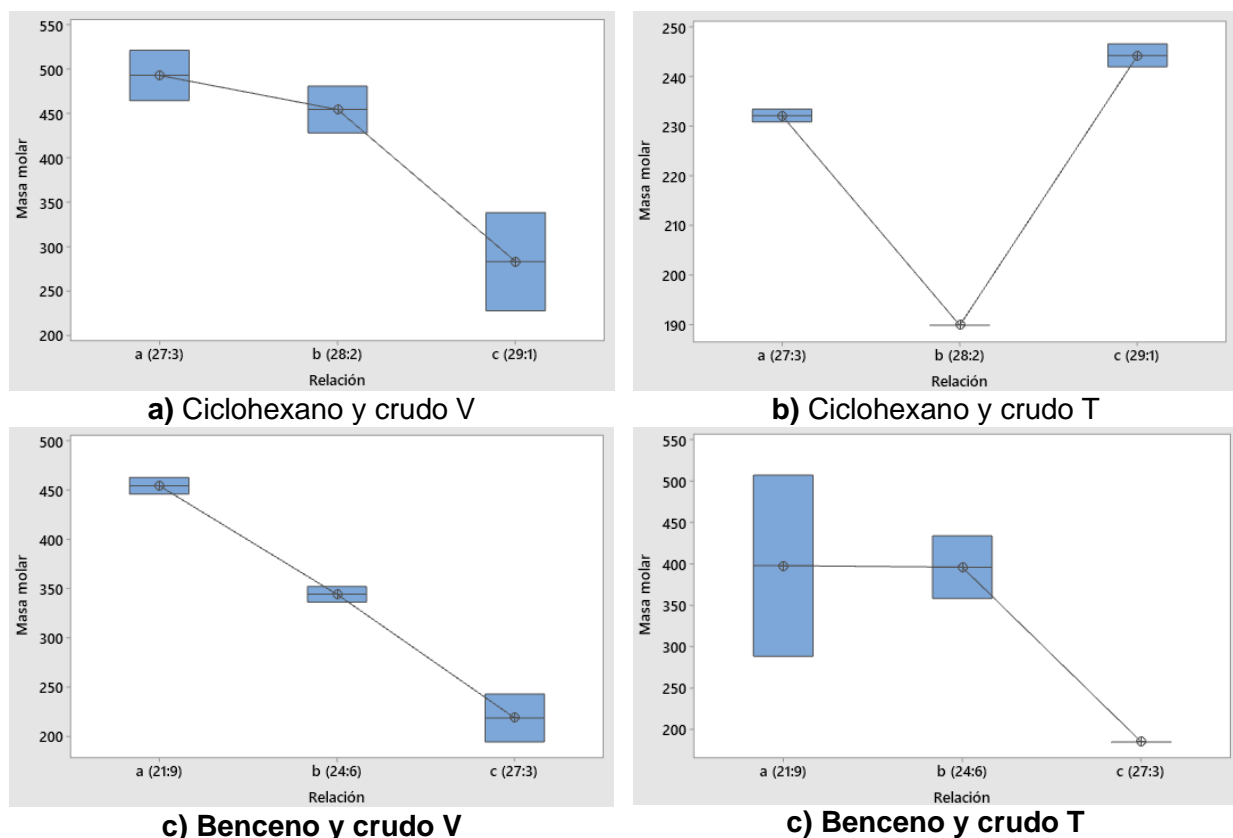 550
500
450
400
350
300
250
200
Masa molar
a (27:3) b (28:2) c (29:1)
Relación
a) Ciclohexano y crudo V
250
240
230
220
210
200
190
Masa molar
a (27:3) b (28:2) c (29:1)
Relación
b) Ciclohexano y crudo T
500
450
400
350
300
250
200
Masa molar
a (21:9) b (24:6) c (27:3)
Relación
c) Benceno y crudo V
550
500
450
400
350
300
250
200
Masa molar
a (21:9) b (24:6) c (27:3)
Relación
c) Benceno y crudo T